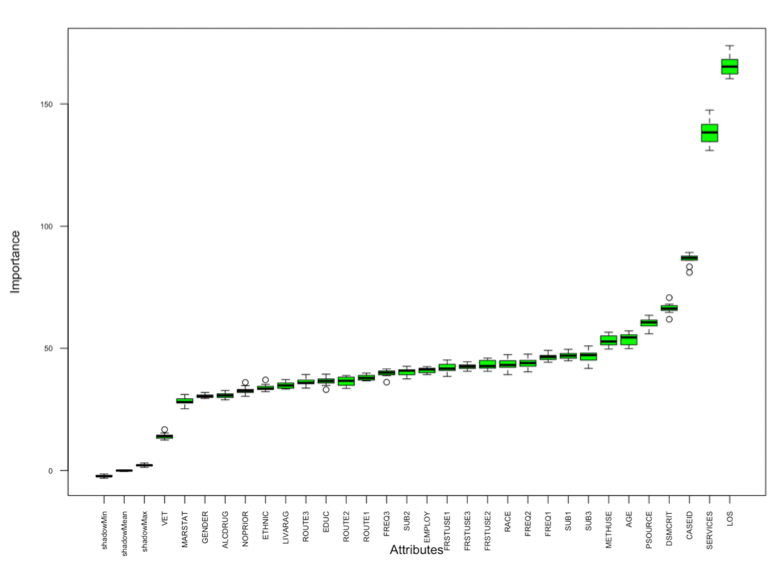 Importance
150
100
50
0
shadowMin
shadowMean
shadowMax
VET
MARSTAT
GENDER
ALCDRUG
NOPRIOR
ETHNIC
LIVARAG
ROUTE3
EDUC
ROUTE2
ROUTE1
FREQ3
SUB2
EMPLOY
FRSTUSE1
FRSTUSE3
FRSTUSE2
RACE
FREQ2
FREQ1
SUB1
SUB3
METHUSE
AGE
PSOURCE
DSMCRIT
CASEID
SERVICES
LOS
Attributes